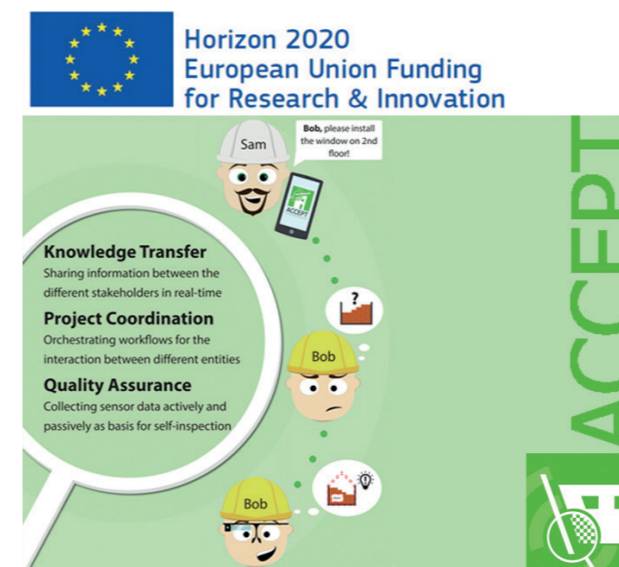 Horizon 2020
European Union Funding
for Research & Innovation
Sam
Bob, please install
the window on 2nd
floor!
ACCEPT
Knowledge Transfer
Sharing information between the
different stakeholders in real-time
Project Coordination
Orchestrating workflows for the
interaction between different entities
Quality Assurance
Collecting sensor data actively and
passively as basis for self-inspection
?
Bob
Bob
ACCEPT